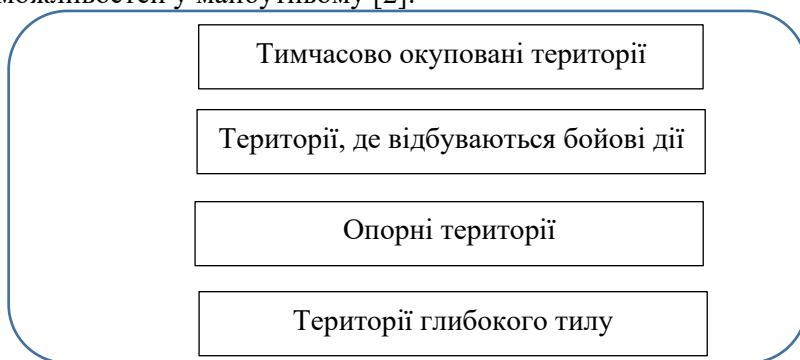 можливостей у майбутньому [2].
Тимчасово окуповані території
Території, де відбуваються бойові дії
Опорні території
Території глибокого тилу